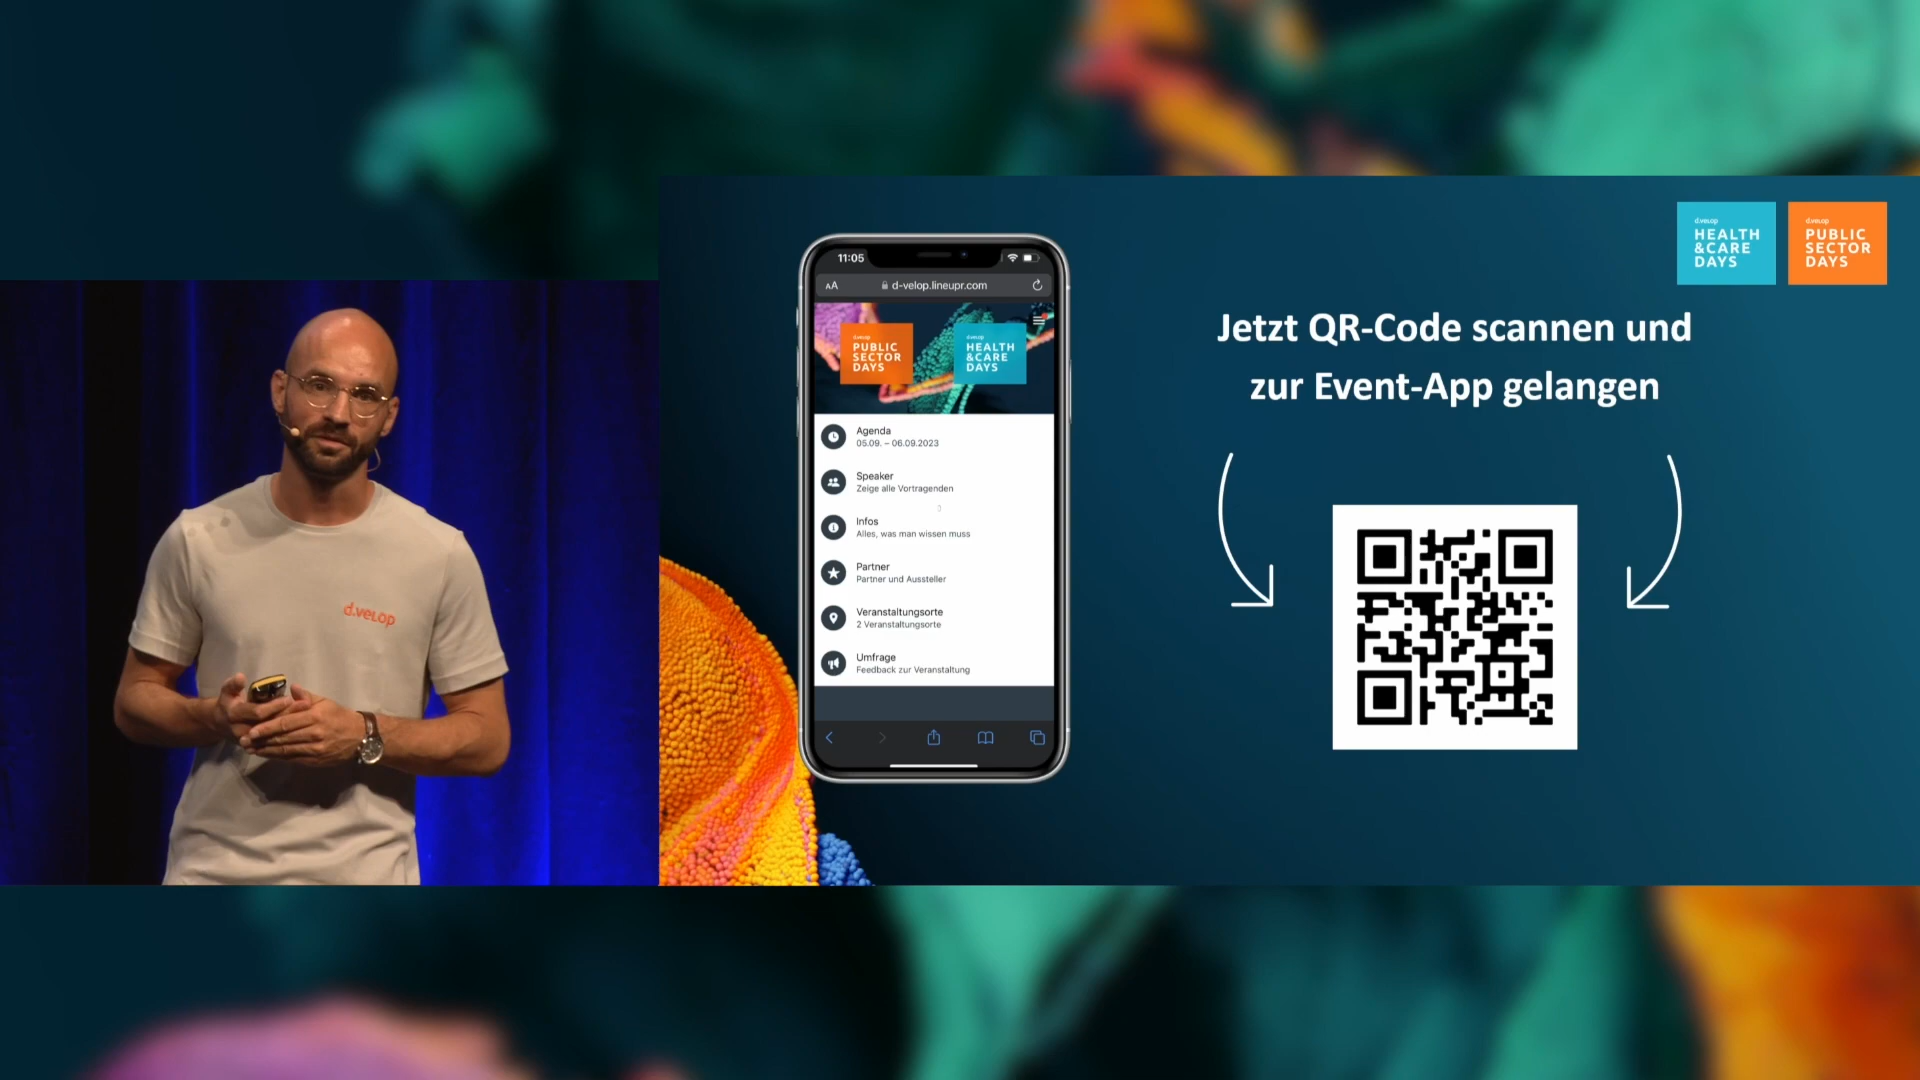 d.velop
11:05
AA
d-velop.lineupr.com
d.velop
PUBLIC
SECTOR
DAYS
d.velop
HEALTH
&CARE
DAYS
Agenda
05.09. – 06.09.2023
Speaker
Zeige alle Vortragenden
Infos
Alles, was man wissen muss
Partner
Partner und Aussteller
Veranstaltungsorte
2 Veranstaltungsorte
Umfrage
Feedback zur Veranstaltung
d.velop
HEALTH
&CARE
DAYS
d.velop
PUBLIC
SECTOR
DAYS
Jetzt QR-Code scannen und
zur Event-App gelangen